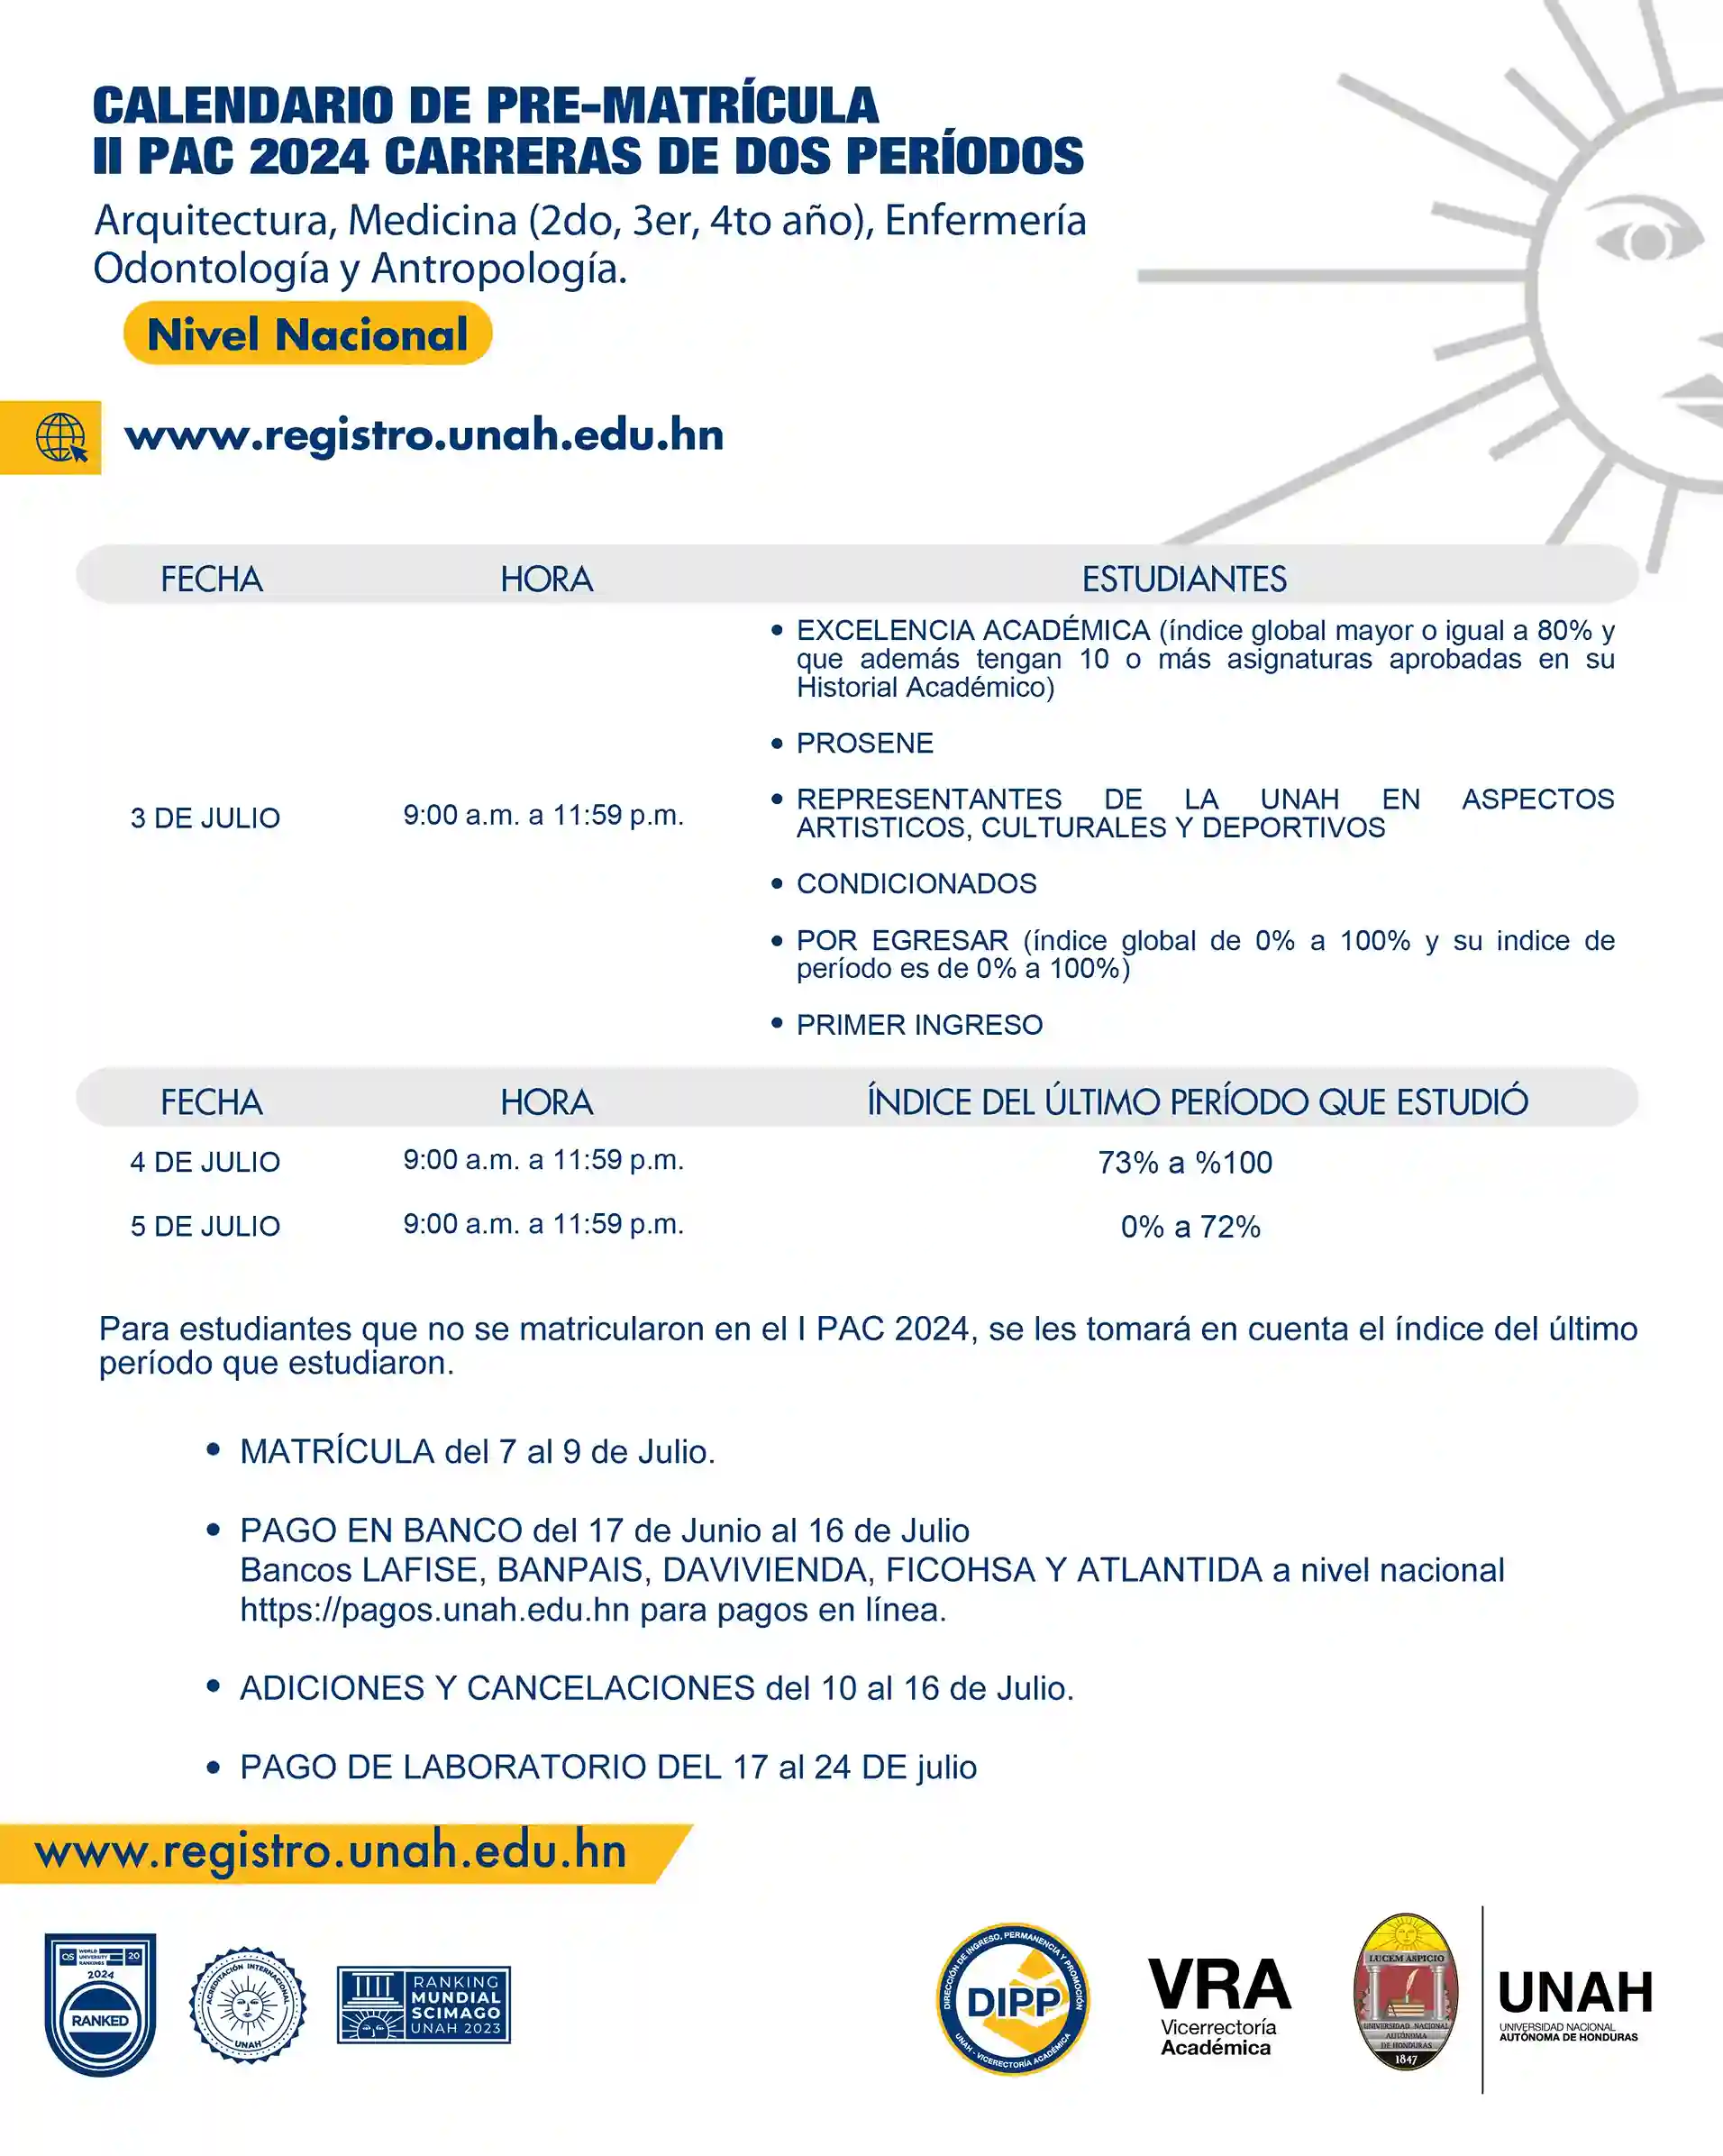 CALENDARIO DE PRE-MATRÍCULA
II PAC 2024 CARRERAS DE DOS PERÍODOS
Arquitectura, Medicina (2do, 3er, 4to año), Enfermería
Odontología y Antropología.
Nivel Nacional
www.registro.unah.edu.hn
FECHA HORA ESTUDIANTES
3 DE JULIO 9:00 a.m. a 11:59 p.m.
• EXCELENCIA ACADÉMICA (índice global mayor o igual a 80% y
que además tengan 10 o más asignaturas aprobadas en su
Historial Académico)
• PROSENE
• REPRESENTANTES DE LA UNAH EN ASPECTOS
ARTISTICOS, CULTURALES Y DEPORTIVOS
• CONDICIONADOS
• POR EGRESAR (índice global de 0% a 100% y su indice de
período es de 0% a 100%)
• PRIMER INGRESO
FECHA HORA ÍNDICE DEL ÚLTIMO PERÍODO QUE ESTUDIÓ
4 DE JULIO 9:00 a.m. a 11:59 p.m. 73% a %100
5 DE JULIO 9:00 a.m. a 11:59 p.m. 0% a 72%
Para estudiantes que no se matricularon en el I PAC 2024, se les tomará en cuenta el índice del último
período que estudiaron.
• MATRÍCULA del 7 al 9 de Julio.
• PAGO EN BANCO del 17 de Junio al 16 de Julio
Bancos LAFISE, BANPAIS, DAVIVIENDA, FICOHSA Y ATLANTIDA a nivel nacional
https://pagos.unah.edu.hn para pagos en línea.
• ADICIONES Y CANCELACIONES del 10 al 16 de Julio.
• PAGO DE LABORATORIO DEL 17 al 24 DE julio
www.registro.unah.edu.hn
QS WORLD UNIVERSITY RANKINGS 20
2024
RANKED
ACREDITACIÓN INTERNACIONAL
UNAH
RANKING
MUNDIAL
SCIMAGO
UNAH 2023
DIRECCIÓN DE INGRESO, PERMANENCIA Y PROMOCIÓN
DIPP
UNAH - VICERECTORÍA ACADÉMICA
VRA
Vicerrectoría
Académica
LUCEM ASPICIO
UNIVERSIDAD NACIONAL
AUTÓNOMA
DE HONDURAS
1847
UNAH
UNIVERSIDAD NACIONAL
AUTÓNOMA DE HONDURAS